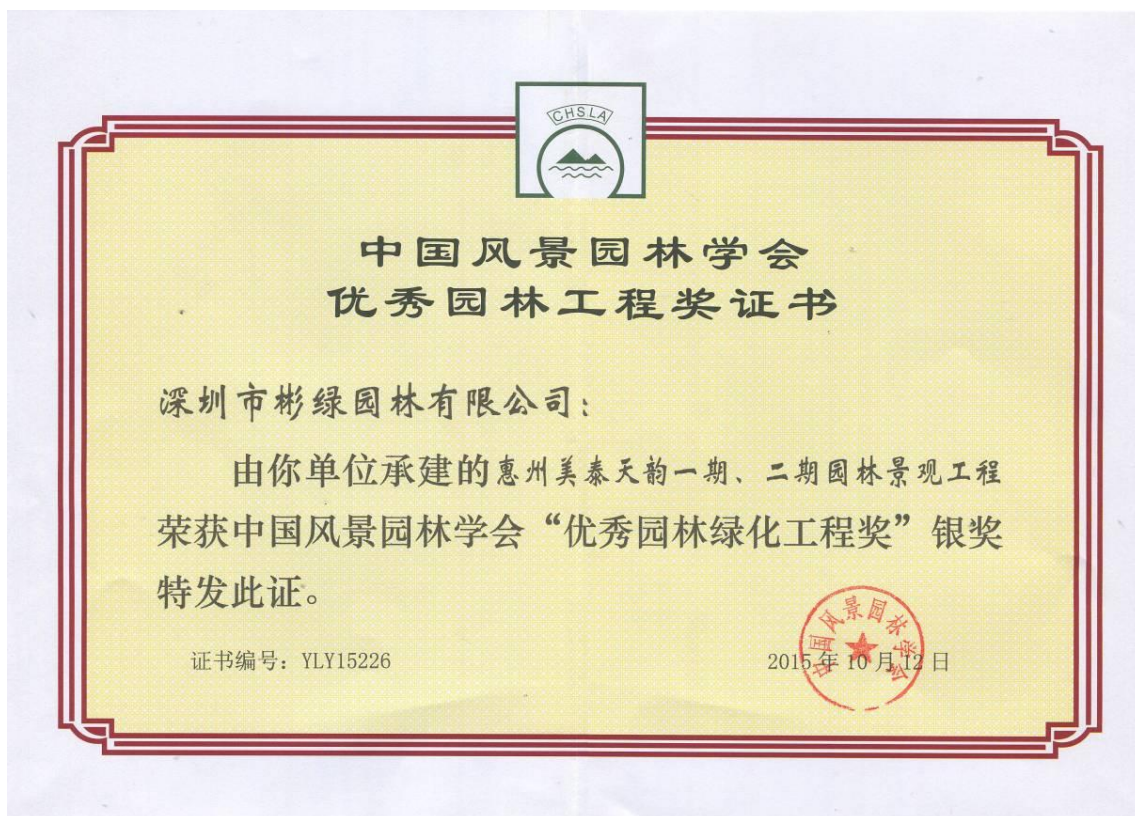 CHSLA
中国风景园林学会
优秀园林工程奖证书
深圳市彬绿园林有限公司：
由你单位承建的惠州美泰天韵一期、二期园林景观工程
荣获中国风景园林学会“优秀园林绿化工程奖”银奖
特发此证。
中国风景园林学会
证书编号：YLY15226
2015年10月12日